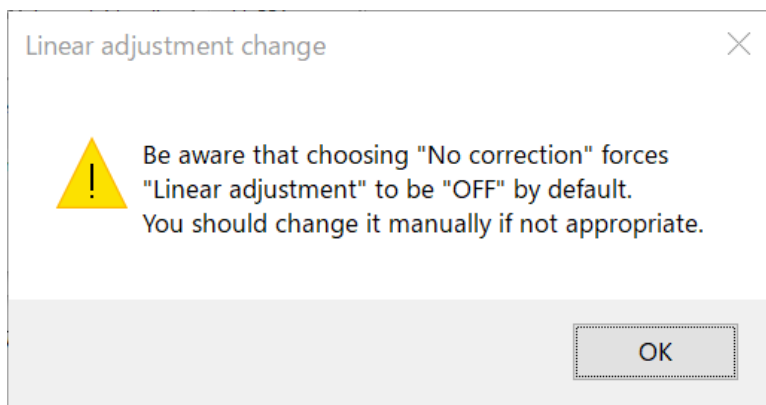 Linear adjustment change
Be aware that choosing "No correction" forces
"Linear adjustment" to be "OFF" by default.
You should change it manually if not appropriate.
OK